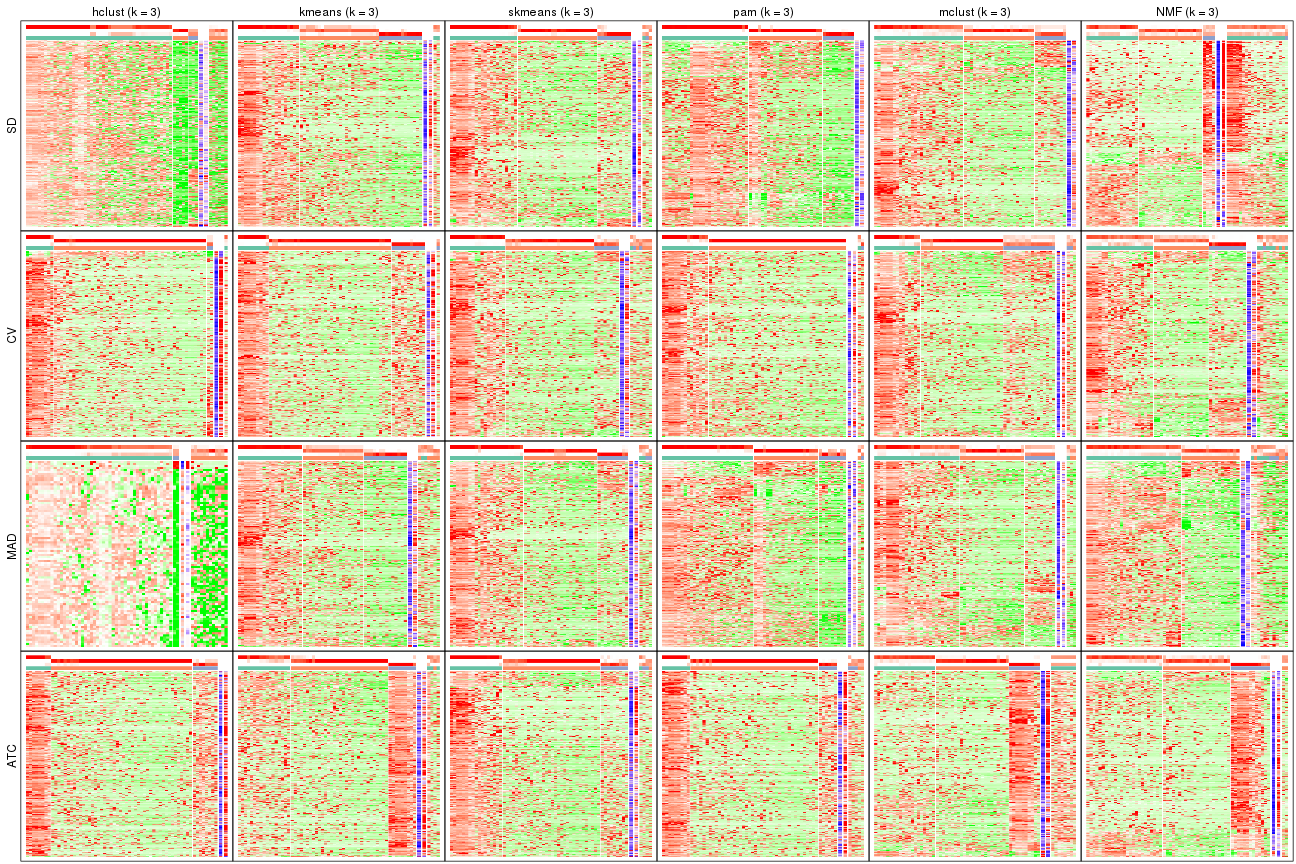 hclust (k = 3) kmeans (k = 3) skmeans (k = 3) pam (k = 3) mclust (k = 3) NMF (k = 3)
SD
CV
MAD
ATC